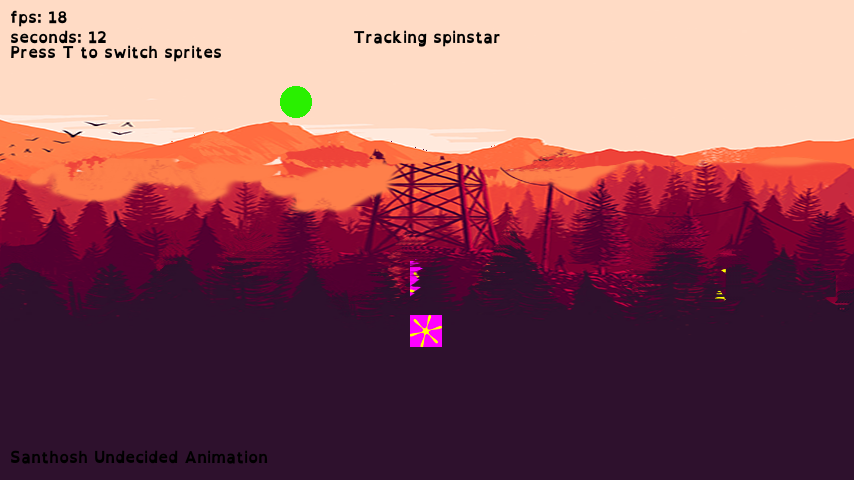 fps: 18
seconds: 12
Press T to switch sprites
Tracking spinstar
Santhosh Undecided Animation